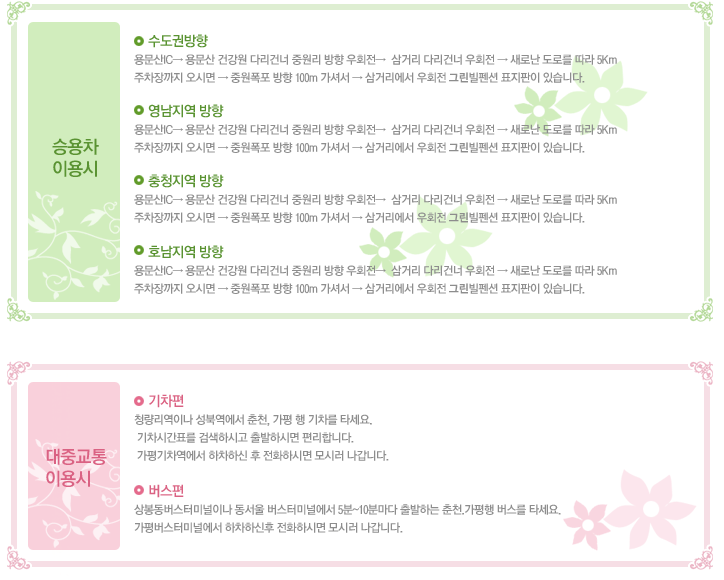 승용차
이용시
수도권방향
용문산IC→ 용문산 건강원 다리건너 중원리 방향 우회전→ 삼거리 다리건너 우회전 → 새로난 도로를 따라 5Km
주차장까지 오시면 → 중원폭포 방향 100m 가셔서 → 삼거리에서 우회전 그린빌펜션 표지판이 있습니다.
영남지역 방향
용문산IC→ 용문산 건강원 다리건너 중원리 방향 우회전→ 삼거리 다리건너 우회전 → 새로난 도로를 따라 5Km
주차장까지 오시면 → 중원폭포 방향 100m 가셔서 → 삼거리에서 우회전 그린빌펜션 표지판이 있습니다.
충청지역 방향
용문산IC→ 용문산 건강원 다리건너 중원리 방향 우회전→ 삼거리 다리건너 우회전 → 새로난 도로를 따라 5Km
주차장까지 오시면 → 중원폭포 방향 100m 가셔서 → 삼거리에서 우회전 그린빌펜션 표지판이 있습니다.
호남지역 방향
용문산IC→ 용문산 건강원 다리건너 중원리 방향 우회전→ 삼거리 다리건너 우회전 → 새로난 도로를 따라 5Km
주차장까지 오시면 → 중원폭포 방향 100m 가셔서 → 삼거리에서 우회전 그린빌펜션 표지판이 있습니다.
대중교통
이용시
기차편
청량리역이나 성북역에서 춘천, 가평 행 기차를 타세요.
기차시간표를 검색하시고 출발하시면 편리합니다.
가평기차역에서 하차하신 후 전화하시면 모시러 나갑니다.
버스편
상봉동버스터미널이나 동서울 버스터미널에서 5분~10분마다 출발하는 춘천.가평행 버스를 타세요.
가평버스터미널에서 하차하신후 전화하시면 모시러 나갑니다.